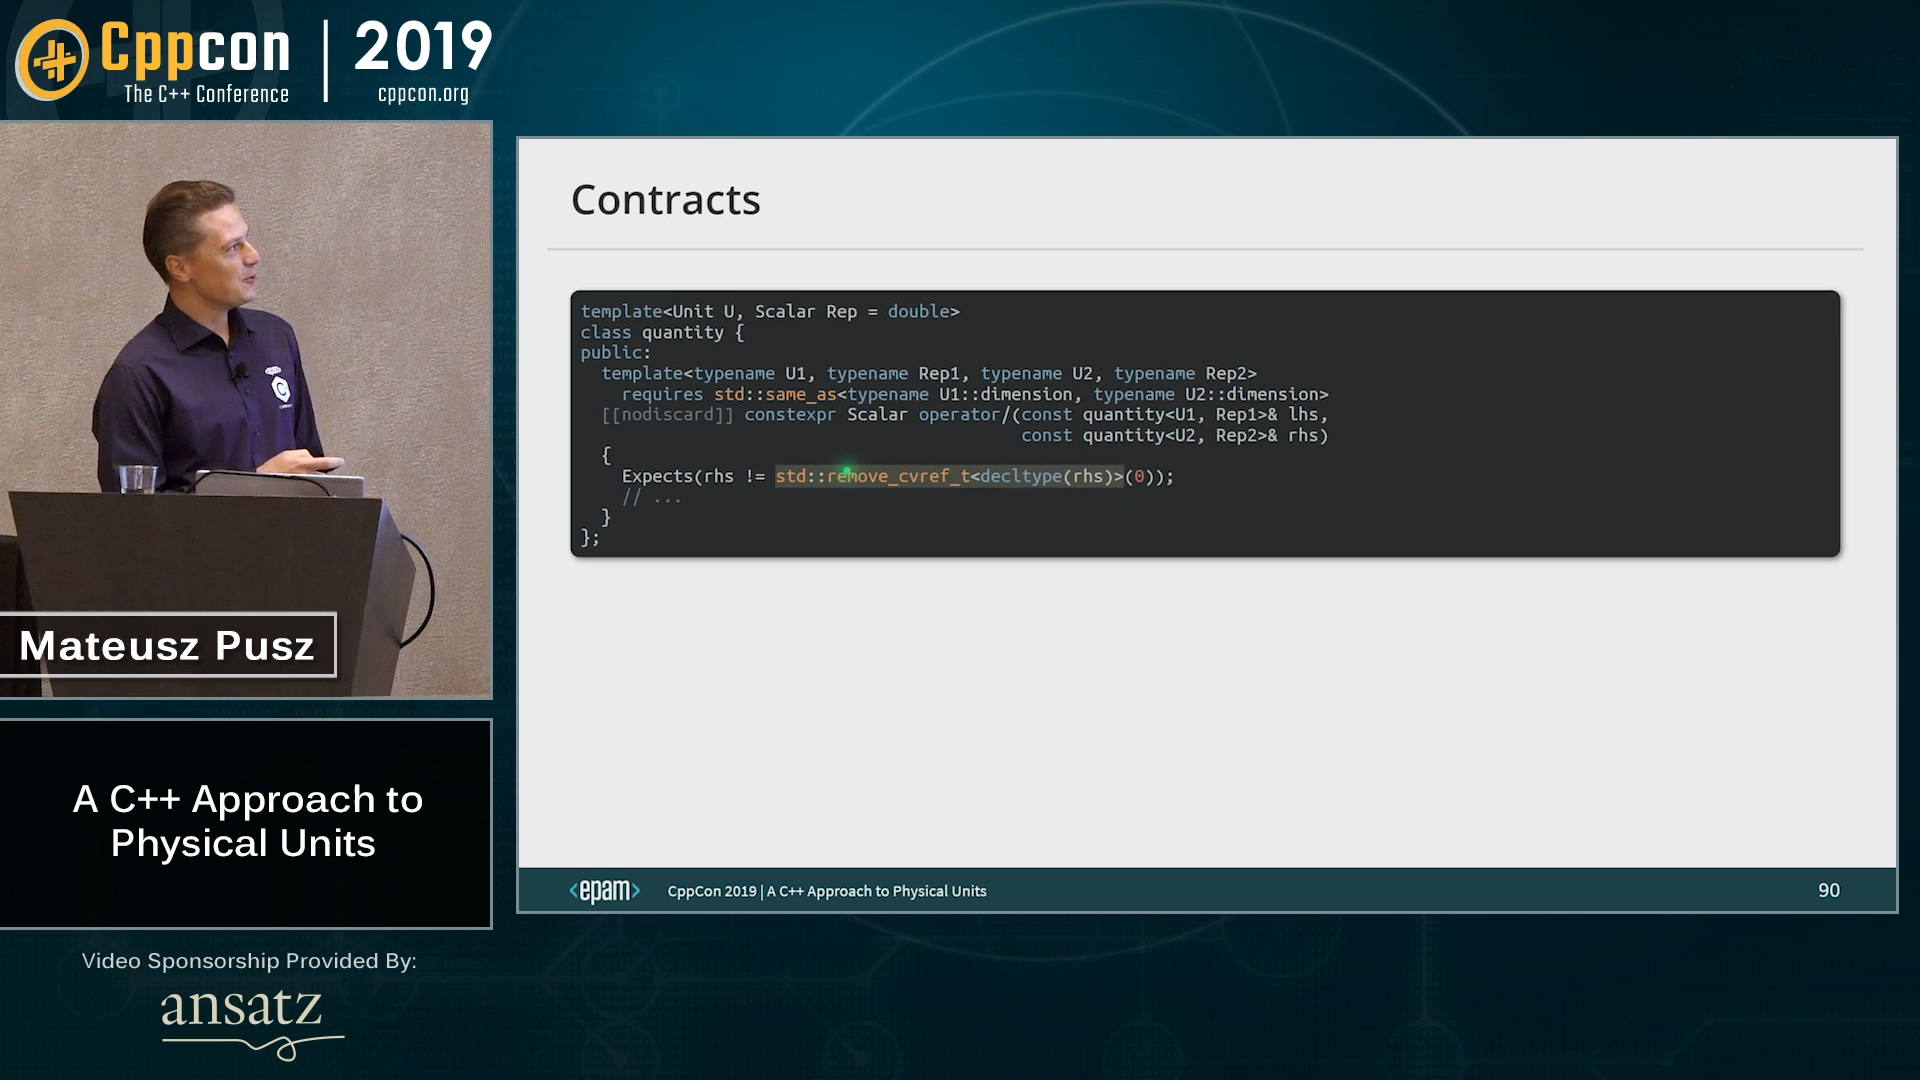 Cppcon
The C++ Conference
2019
cppcon.org
Mateusz Pusz
A C++ Approach to
Physical Units
Video Sponsorship Provided By:
ansatz
Contracts
template<Unit U, Scalar Rep = double>
class quantity {
public:
  template<typename U1, typename Rep1, typename U2, typename Rep2>
    requires std::same_as<typename U1::dimension, typename U2::dimension>
  [[nodiscard]] constexpr Scalar operator/(const quantity<U1, Rep1>& lhs,
                                           const quantity<U2, Rep2>& rhs)
  {
    Expects(rhs != std::remove_cvref_t<decltype(rhs)>(0));
    // ...
  }
};
<epam>
CppCon 2019 | A C++ Approach to Physical Units
90